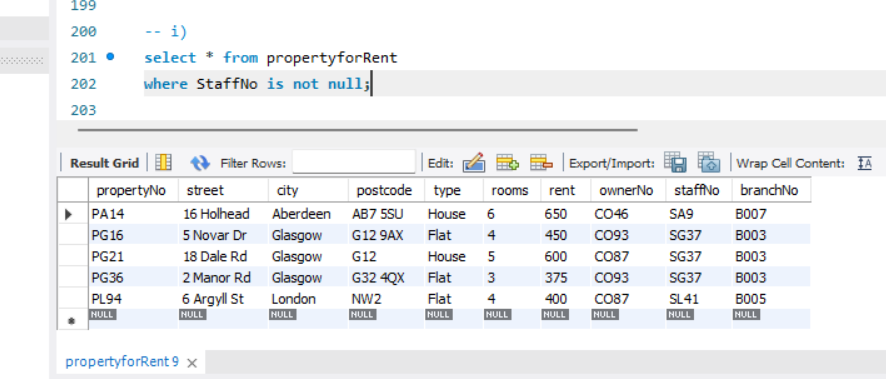 199
200 -- i)
201 select * from propertyforRent
202 where StaffNo is not null;
203
Result Grid Filter Rows: Edit: Export/Import: Wrap Cell Content: IA
propertyNo street city postcode type rooms rent ownerNo staffNo branchNo
PA14 16 Holhead Aberdeen AB7 5SU House 6 650 CO46 SA9 B007
PG16 5 Novar Dr Glasgow G12 9AX Flat 4 450 CO93 SG37 B003
PG21 18 Dale Rd Glasgow G12 House 5 600 CO87 SG37 B003
PG36 2 Manor Rd Glasgow G32 4QX Flat 3 375 CO93 SG37 B003
PL94 6 Argyll St London NW2 Flat 4 400 CO87 SL41 B005
NULL NULL NULL NULL NULL NULL NULL NULL NULL NULL
propertyforRent 9